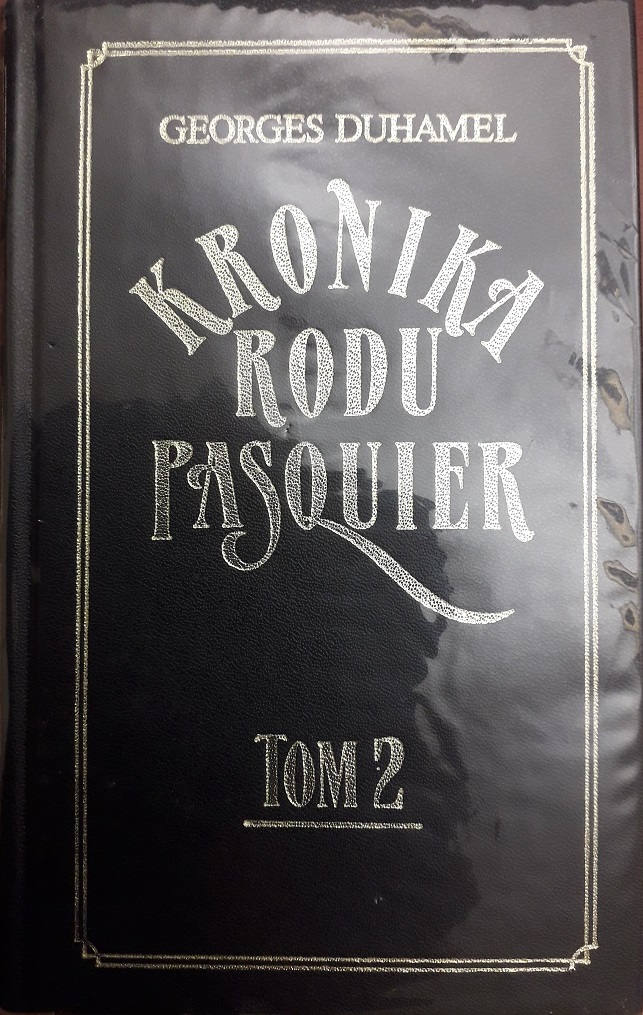 GEORGES DUHAMEL
KRONIKA
RODU
PASQUIER
TOM 2